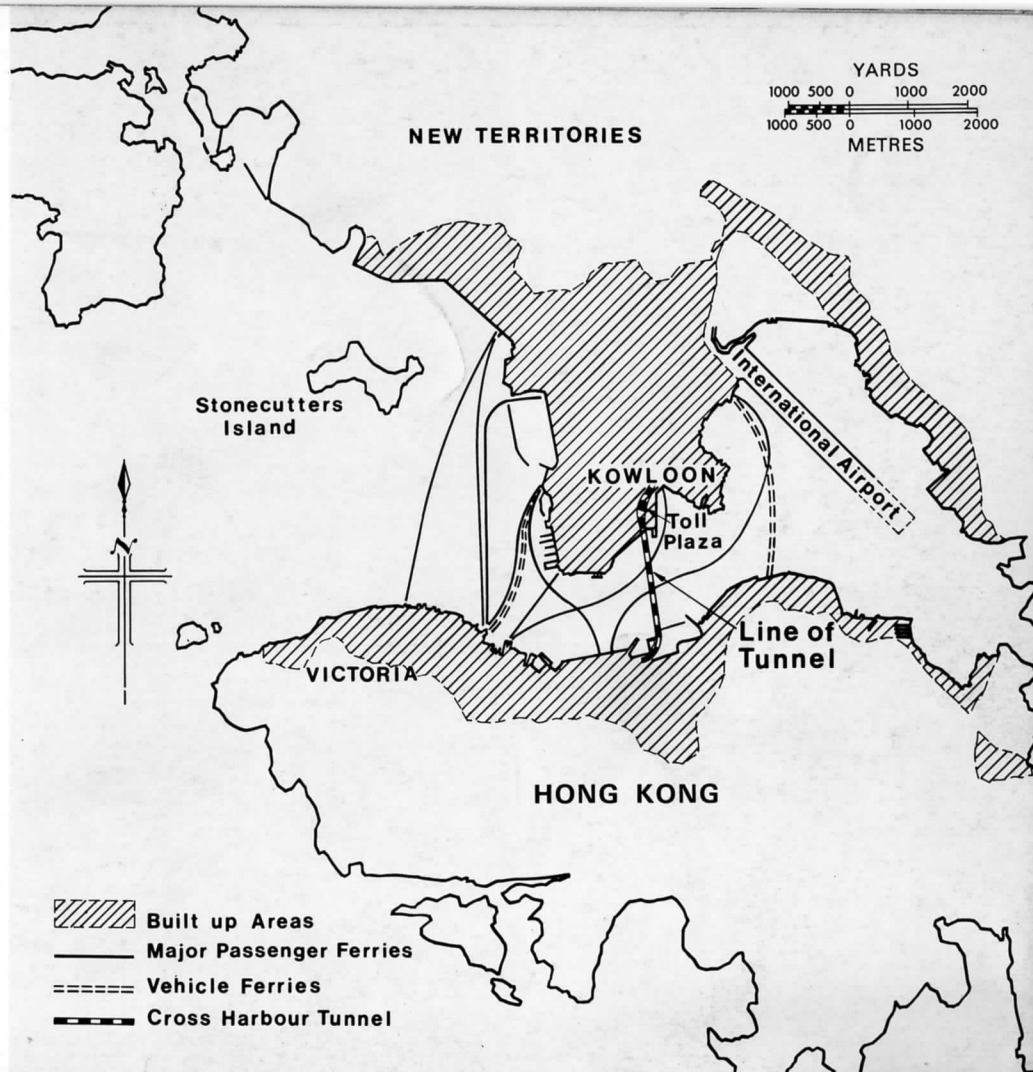 YARDS
1000 500 0 1000 2000
1000 500 0 1000 2000
METRES
NEW TERRITORIES
International Airport
Stonecutters
Island
KOWLOON
Toll
Plaza
N
Line of
Tunnel
VICTORIA
HONG KONG
Built up Areas
Major Passenger Ferries
Vehicle Ferries
Cross Harbour Tunnel